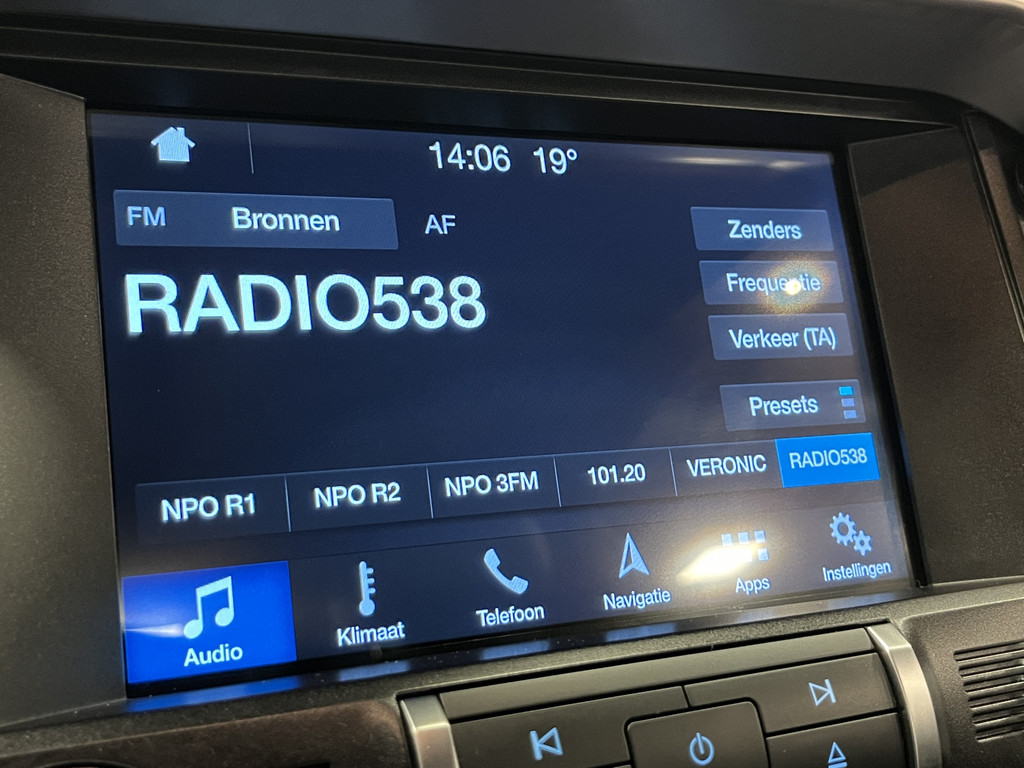 14:06 19°
FM Bronnen AF
Zenders
RADIO538
Frequentie
Verkeer (TA)
Presets
NPO R1 NPO R2 NPO 3FM 101.20 VERONIC RADIO538
Audio Klimaat Telefoon Navigatie Apps Instellingen